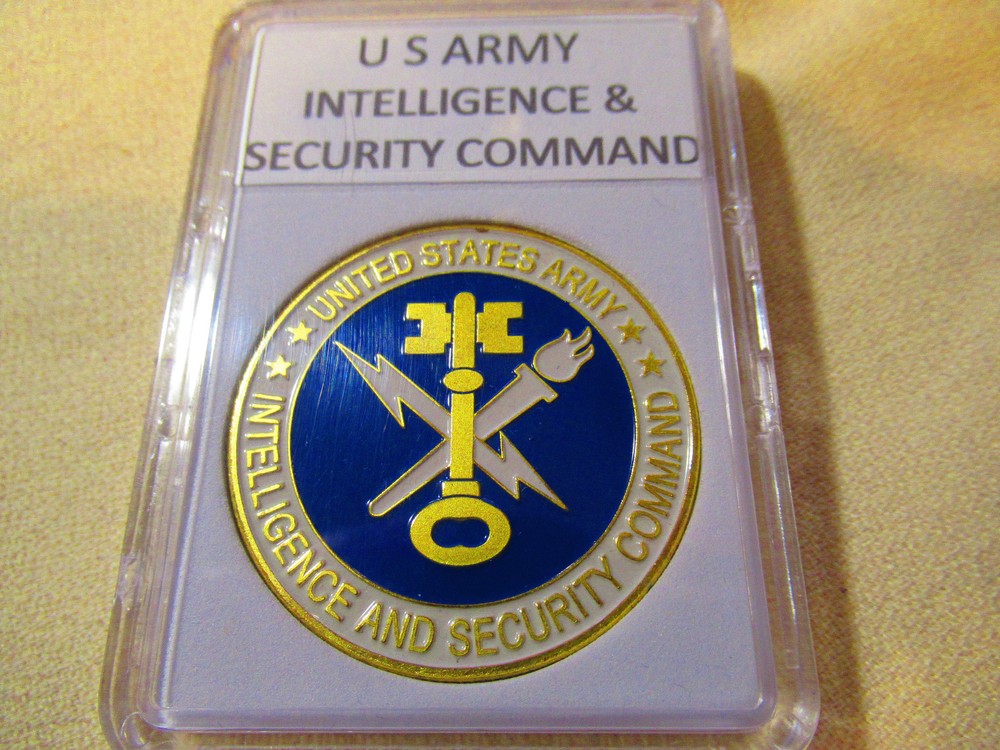 U S ARMY
INTELLIGENCE &
SECURITY COMMAND
UNITED STATES ARMY
INTELLIGENCE AND SECURITY COMMAND